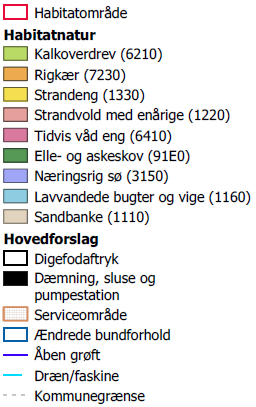 Habitatområde
Habitatnatur
Kalkoverdrev (6210)
Rigkær (7230)
Strandeng (1330)
Strandvold med enårige (1220)
Tidvis våd eng (6410)
Elle- og askeskov (91E0)
Næringsrig sø (3150)
Lavvandede bugter og vige (1160)
Sandbanke (1110)
Hovedforslag
Digefodaftryk
Dæmning, sluse og
pumpestation
Serviceområde
Ændrede bundforhold
Åben grøft
Dræn/faskine
Kommunegrænse